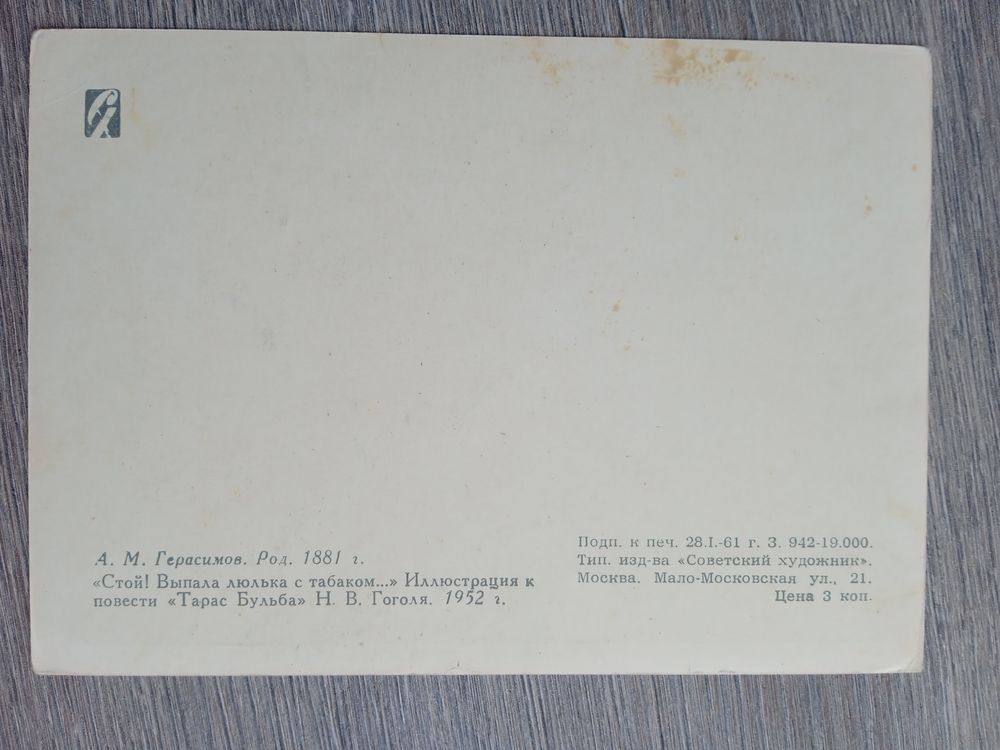 А. М. Герасимов. Род. 1881 г.
«Стой! Выпала люлька с табаком...» Иллюстрация к
повести «Тарас Бульба» Н. В. Гоголя. 1952 г.
Подп. к печ. 28.I.-61 г. З. 942-19.000.
Тип. изд-ва «Советский художник».
Москва. Мало-Московская ул., 21.
Цена 3 коп.